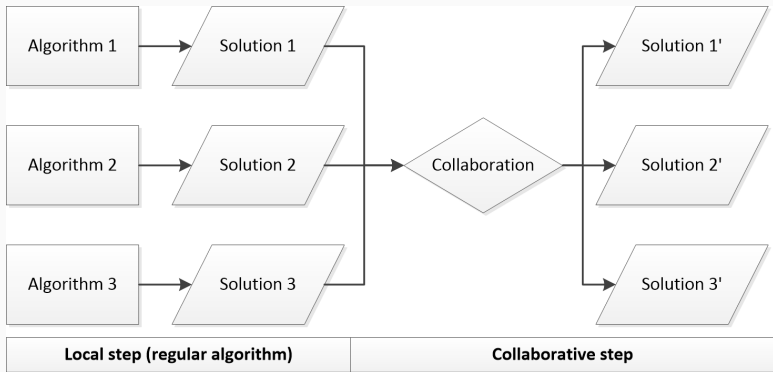 Algorithm 1
Solution 1
Solution 1'
Algorithm 2
Solution 2
Collaboration
Solution 2'
Algorithm 3
Solution 3
Solution 3'
Local step (regular algorithm)
Collaborative step